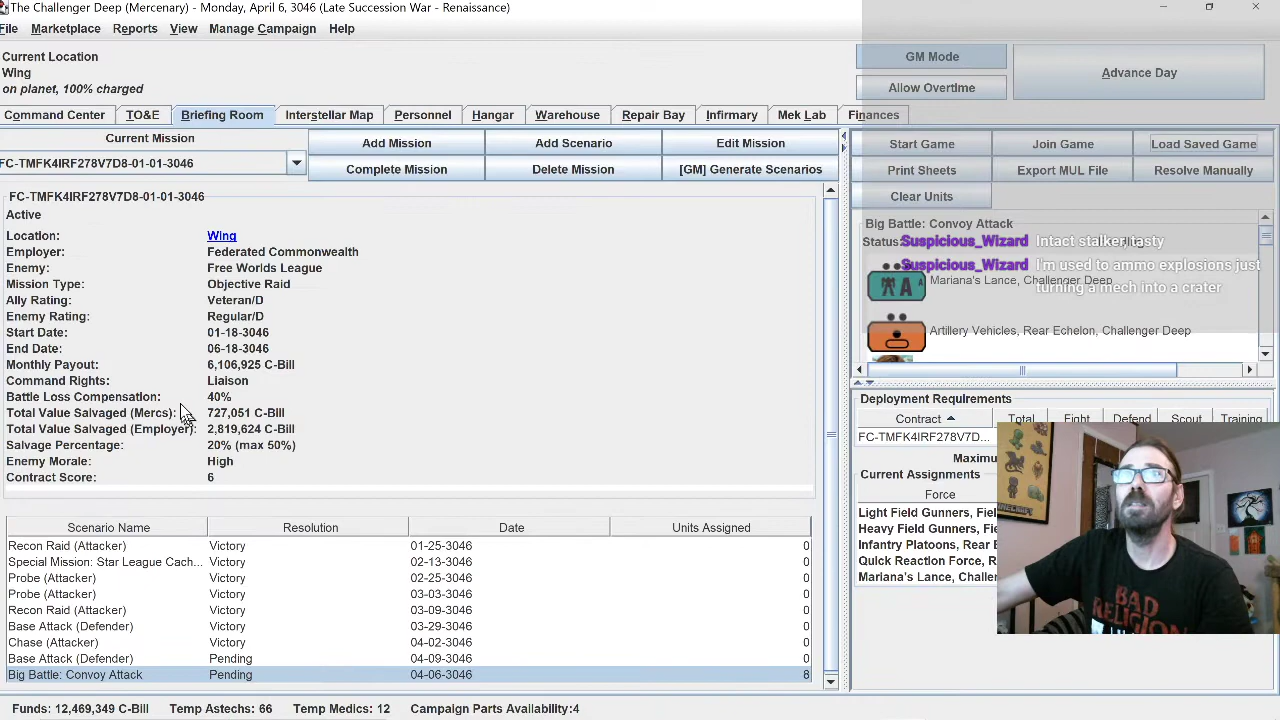 The Challenger Deep (Mercenary) - Monday, April 6, 3046 (Late Succession War - Renaissance)
File Marketplace Reports View Manage Campaign Help
Current Location
Wing
on planet, 100% charged
GM Mode
Allow Overtime
Advance Day
Command Center TO&E Briefing Room Interstellar Map Personnel Hangar Warehouse Repair Bay Infirmary Mek Lab Finances
Current Mission
FC-TMFK4IRF278V7D8-01-01-3046
Add Mission Add Scenario Edit Mission
Complete Mission Delete Mission [GM] Generate Scenarios
FC-TMFK4IRF278V7D8-01-01-3046
Active
Location: Wing
Employer: Federated Commonwealth
Enemy: Free Worlds League
Mission Type: Objective Raid
Ally Rating: Veteran/D
Enemy Rating: Regular/D
Start Date: 01-18-3046
End Date: 06-18-3046
Monthly Payout: 6,106,925 C-Bill
Command Rights: Liaison
Battle Loss Compensation: 40%
Total Value Salvaged (Mercs): 727,051 C-Bill
Total Value Salvaged (Employer): 2,819,624 C-Bill
Salvage Percentage: 20% (max 50%)
Enemy Morale: High
Contract Score: 6
Scenario Name Resolution Date Units Assigned
Recon Raid (Attacker) Victory 01-25-3046 0
Special Mission: Star League Cach... Victory 02-13-3046 0
Probe (Attacker) Victory 02-25-3046 0
Probe (Attacker) Victory 03-03-3046 0
Recon Raid (Attacker) Victory 03-09-3046 0
Base Attack (Defender) Victory 03-29-3046 0
Chase (Attacker) Victory 04-02-3046 0
Base Attack (Defender) Pending 04-09-3046 0
Big Battle: Convoy Attack Pending 04-06-3046 8
Start Game Join Game Load Saved Game
Print Sheets Export MUL File Resolve Manually
Clear Units
Big Battle: Convoy Attack
Status:
Suspicious_Wizard Intact stalker tasty
Suspicious_Wizard I'm used to ammo explosions just
turning a mech into a crater
A A
Mariana's Lance, Challenger Deep
Artillery Vehicles, Rear Echelon, Challenger Deep
Deployment Requirements
Contract Total Fight Defend Scout Training
FC-TMFK4IRF278V7D...
Maximu
Current Assignments
Force
Light Field Gunners, Fiel
Heavy Field Gunners, Fie
Infantry Platoons, Rear E
Quick Reaction Force, R
Mariana's Lance, Challen
MINECRAFT
BAD
RELIGION
Funds: 12,469,349 C-Bill Temp Astechs: 66 Temp Medics: 12 Campaign Parts Availability:4